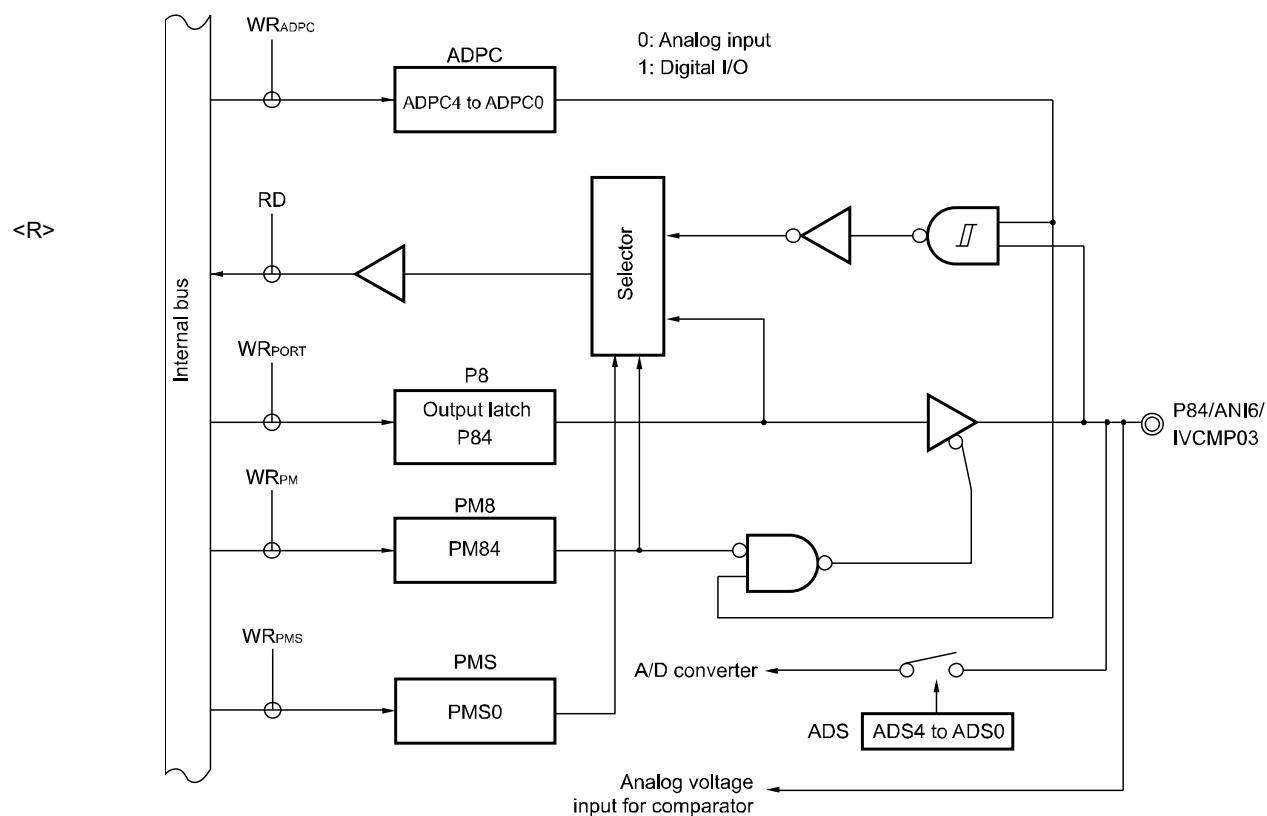 WRADPC
0: Analog input
1: Digital I/O
ADPC
ADPC4 to ADPC0
<R>
RD
Selector
Internal bus
WRPORT
P8
Output latch
P84
P84/ANI6/
IVCMP03
WRPM
PM8
PM84
WRPMS
PMS
PMS0
A/D converter
ADS
ADS4 to ADS0
Analog voltage
input for comparator